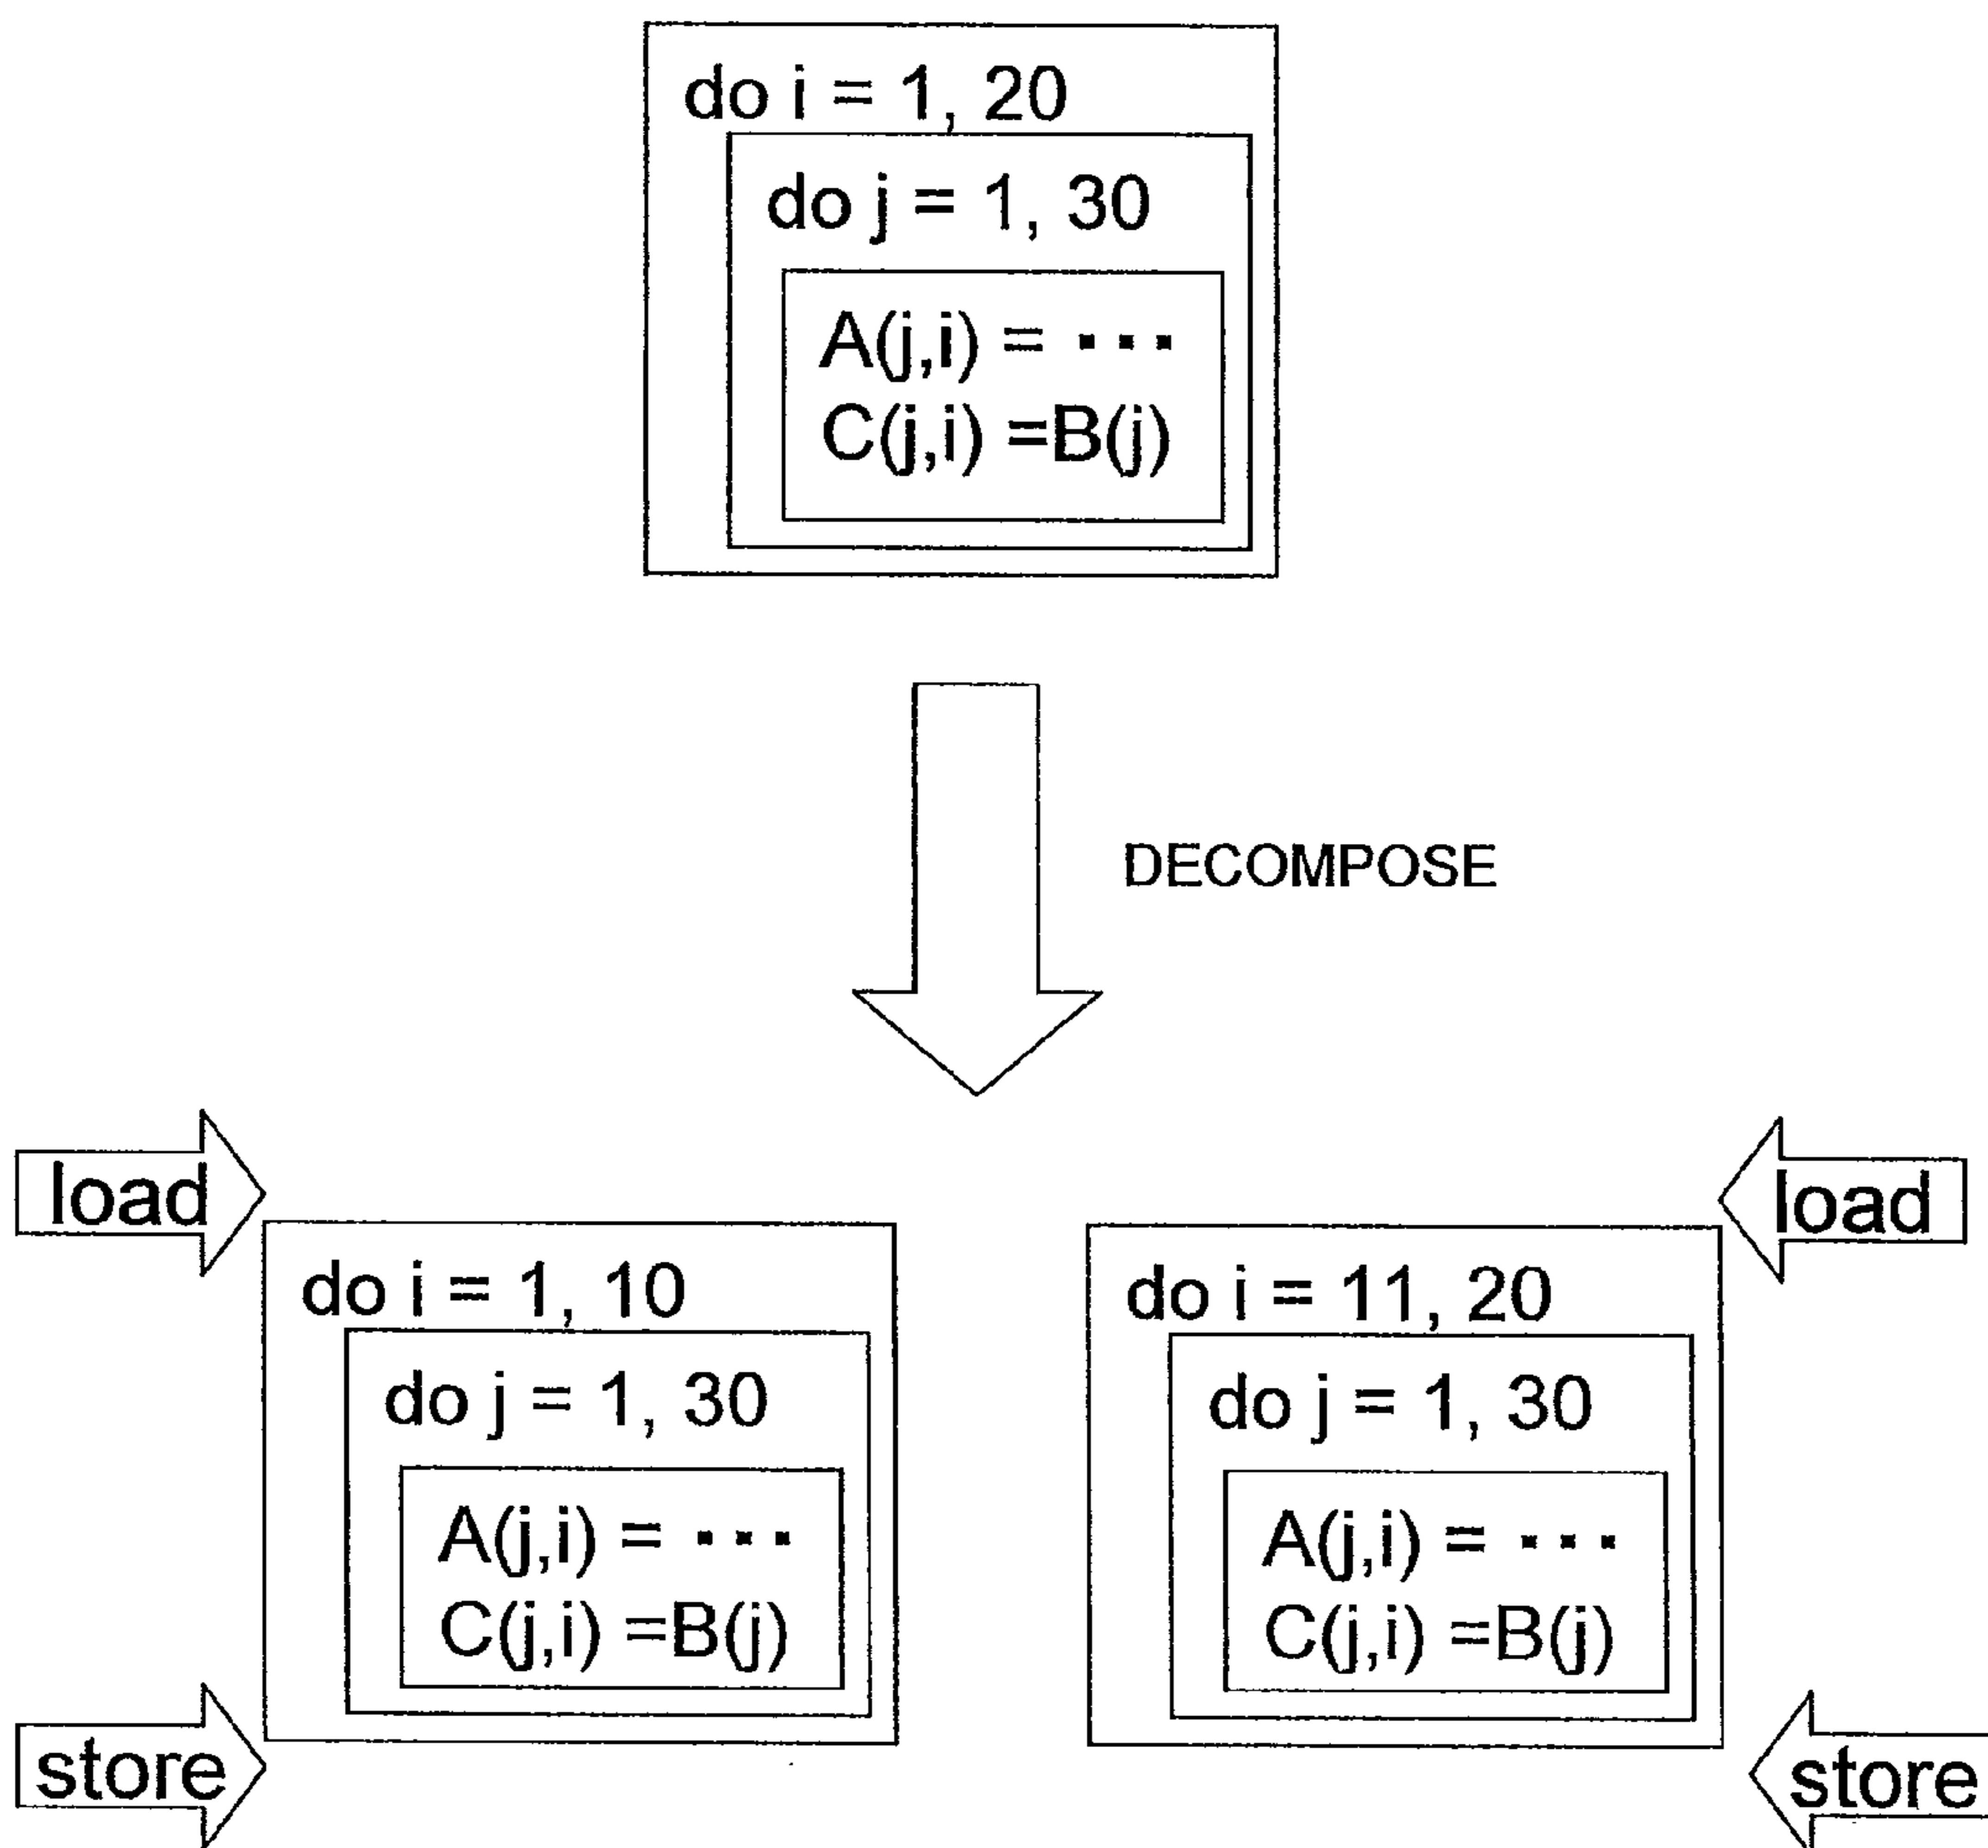 do i = 1, 20
do j = 1, 30
A(j,i) = ▪▪▪
C(j,i) =B(j)
DECOMPOSE
load
load
do i = 1, 10
do j = 1, 30
A(j,i) = ▪▪▪
C(j,i) =B(j)
do i = 11, 20
do j = 1, 30
A(j,i) = ▪▪▪
C(j,i) =B(j)
store
store